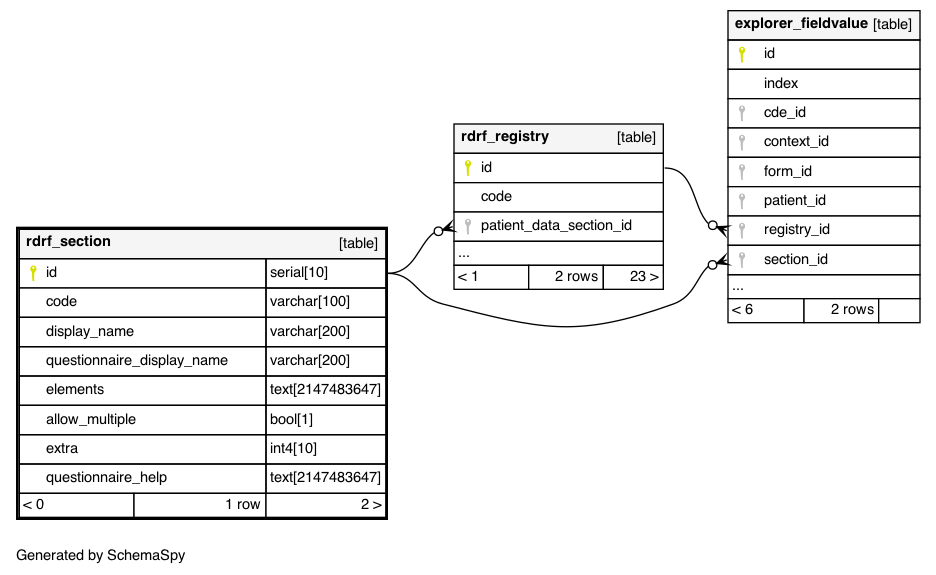 explorer_fieldvalue [table]
id
index
cde_id
context_id
form_id
patient_id
registry_id
section_id
...
< 6 2 rows
rdrf_registry [table]
id
code
patient_data_section_id
...
< 1 2 rows 23 >
rdrf_section [table]
id serial[10]
code varchar[100]
display_name varchar[200]
questionnaire_display_name varchar[200]
elements text[2147483647]
allow_multiple bool[1]
extra int4[10]
questionnaire_help text[2147483647]
< 0 1 row 2 >
Generated by SchemaSpy